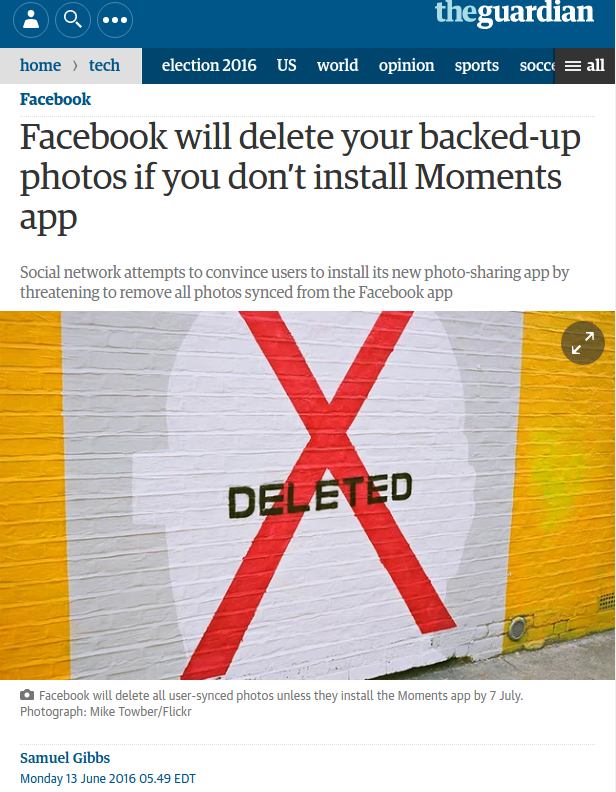 theguardian
home › tech election 2016 US world opinion sports socce all
Facebook
Facebook will delete your backed-up
photos if you don't install Moments
app
Social network attempts to convince users to install its new photo-sharing app by
threatening to remove all photos synced from the Facebook app
DELETED
Facebook will delete all user-synced photos unless they install the Moments app by 7 July.
Photograph: Mike Towber/Flickr
Samuel Gibbs
Monday 13 June 2016 05.49 EDT